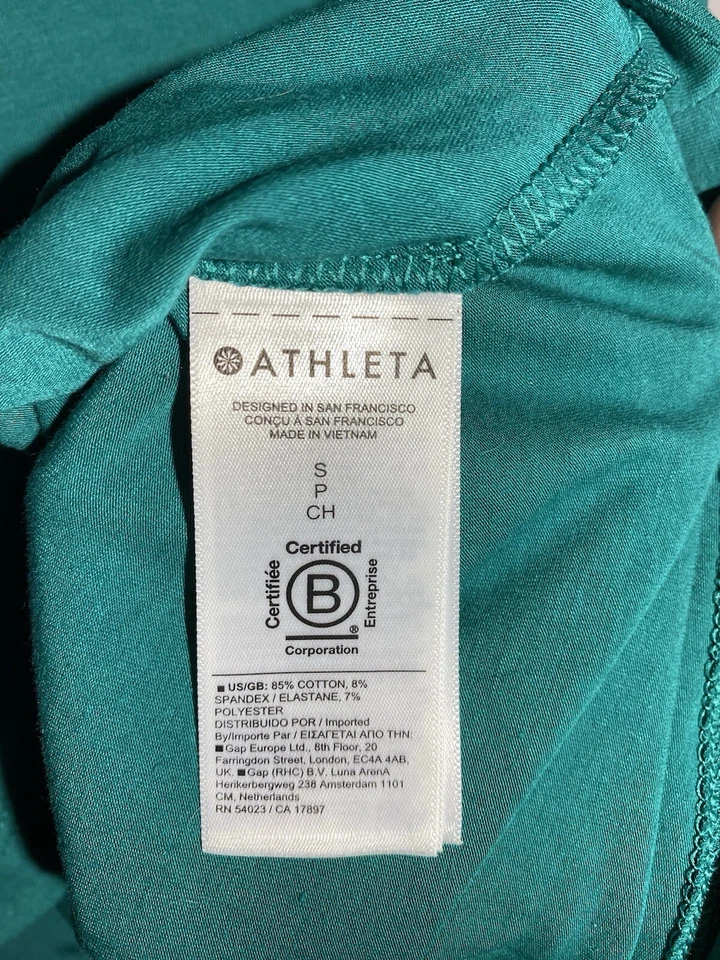 ATHLETA
DESIGNED IN SAN FRANCISCO
CONÇU À SAN FRANCISCO
MADE IN VIETNAM
S
P
CH
Certified
Certifiée
B
Entreprise
®
Corporation
■ US/GB: 85% COTTON, 8%
SPANDEX / ELASTANE, 7%
POLYESTER
DISTRIBUIDO POR / Imported
By/Importe Par / ΕΙΣΑΓΕΤΑΙ ΑΠΟ ΤΗΝ:
■ Gap Europe Ltd., 8th Floor, 20
Farringdon Street, London, EC4A 4AB,
UK. ■ Gap (RHC) B.V. Luna ArenA
Herikerbergweg 238 Amsterdam 1101
CM, Netherlands
RN 54023 / CA 17897